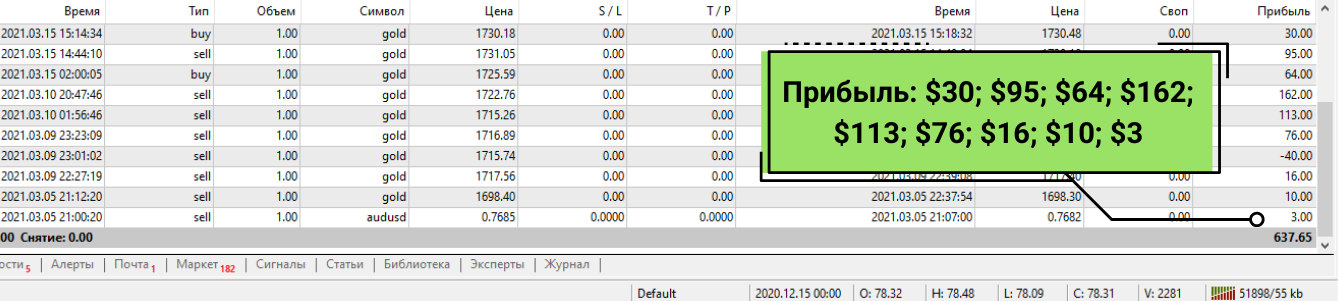 Время Тип Объем Символ Цена S / L T / P Время Цена Своп Прибыль
2021.03.15 15:14:34 buy 1.00 gold 1730.18 0.00 0.00 2021.03.15 15:18:32 1730.48 0.00 30.00
2021.03.15 14:44:10 sell 1.00 gold 1731.05 0.00 0.00 95.00
2021.03.15 02:00:05 buy 1.00 gold 1725.59 0.00 0.00 64.00
2021.03.10 20:47:46 sell 1.00 gold 1722.76 0.00 0.00 162.00
2021.03.10 01:56:46 sell 1.00 gold 1715.26 0.00 0.00 113.00
2021.03.09 23:23:09 sell 1.00 gold 1716.89 0.00 0.00 76.00
2021.03.09 23:01:02 sell 1.00 gold 1715.74 0.00 0.00 -40.00
2021.03.09 22:27:19 sell 1.00 gold 1717.56 0.00 0.00 2021.03.09 22:39:08 1717.40 0.00 16.00
2021.03.05 21:12:20 sell 1.00 gold 1698.40 0.00 0.00 2021.03.05 22:37:54 1698.30 0.00 10.00
2021.03.05 21:00:20 sell 1.00 audusd 0.7685 0.0000 0.0000 2021.03.05 21:07:00 0.7682 0.00 3.00
Прибыль: $30; $95; $64; $162;
$113; $76; $16; $10; $3
00 Снятие: 0.00 637.65
ости 5 | Алерты | Почта 1 | Маркет 182 | Сигналы | Статьи | Библиотека | Эксперты | Журнал |
Default 2020.12.15 00:00 O: 78.32 H: 78.48 L: 78.09 C: 78.31 V: 2281 51898/55 kb